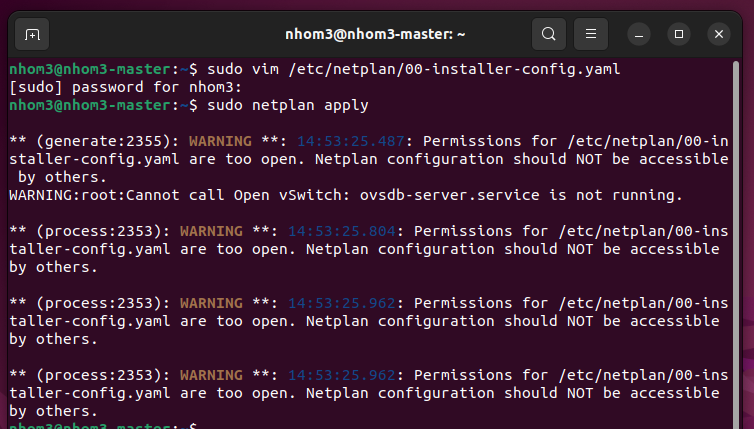 nhom3@nhom3-master: ~
nhom3@nhom3-master:~$ sudo vim /etc/netplan/00-installer-config.yaml
[sudo] password for nhom3:
nhom3@nhom3-master:~$ sudo netplan apply
** (generate:2355): WARNING **: 14:53:25.487: Permissions for /etc/netplan/00-in
staller-config.yaml are too open. Netplan configuration should NOT be accessible
 by others.
WARNING:root:Cannot call Open vSwitch: ovsdb-server.service is not running.
** (process:2353): WARNING **: 14:53:25.804: Permissions for /etc/netplan/00-ins
taller-config.yaml are too open. Netplan configuration should NOT be accessible
by others.
** (process:2353): WARNING **: 14:53:25.962: Permissions for /etc/netplan/00-ins
taller-config.yaml are too open. Netplan configuration should NOT be accessible
by others.
** (process:2353): WARNING **: 14:53:25.962: Permissions for /etc/netplan/00-ins
taller-config.yaml are too open. Netplan configuration should NOT be accessible
by others.
nhom3@nhom3-master:~$